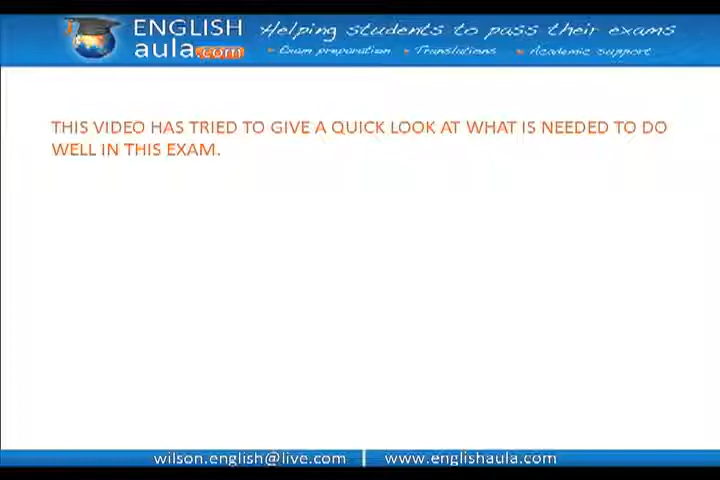 ENGLISH
aula.com
Helping students to pass their exams
Exam preparation Translations Academic support
THIS VIDEO HAS TRIED TO GIVE A QUICK LOOK AT WHAT IS NEEDED TO DO
WELL IN THIS EXAM.
wilson.english@live.com | www.englishaula.com